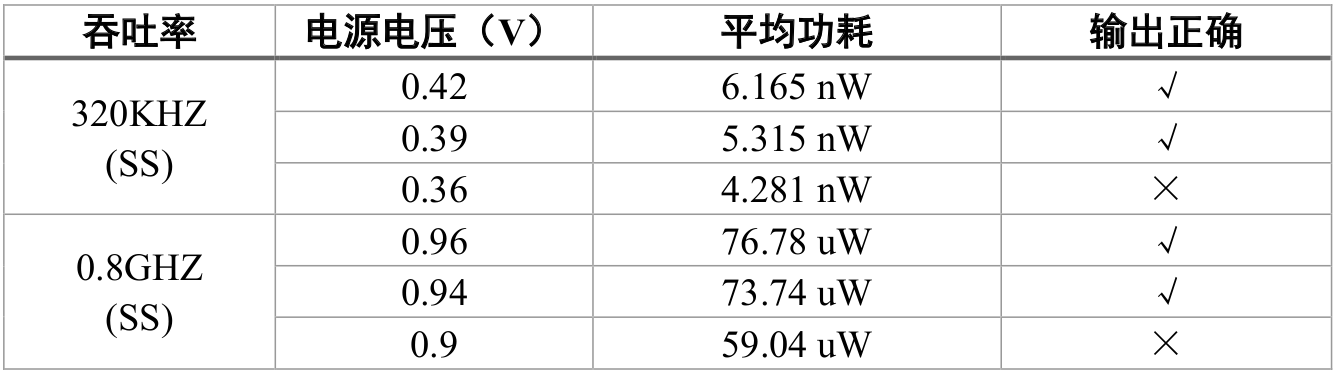 吞吐率 电源电压（V） 平均功耗 输出正确
320KHZ
(SS)
0.42 6.165 nW √
0.39 5.315 nW √
0.36 4.281 nW ×
0.8GHZ
(SS)
0.96 76.78 uW √
0.94 73.74 uW √
0.9 59.04 uW ×